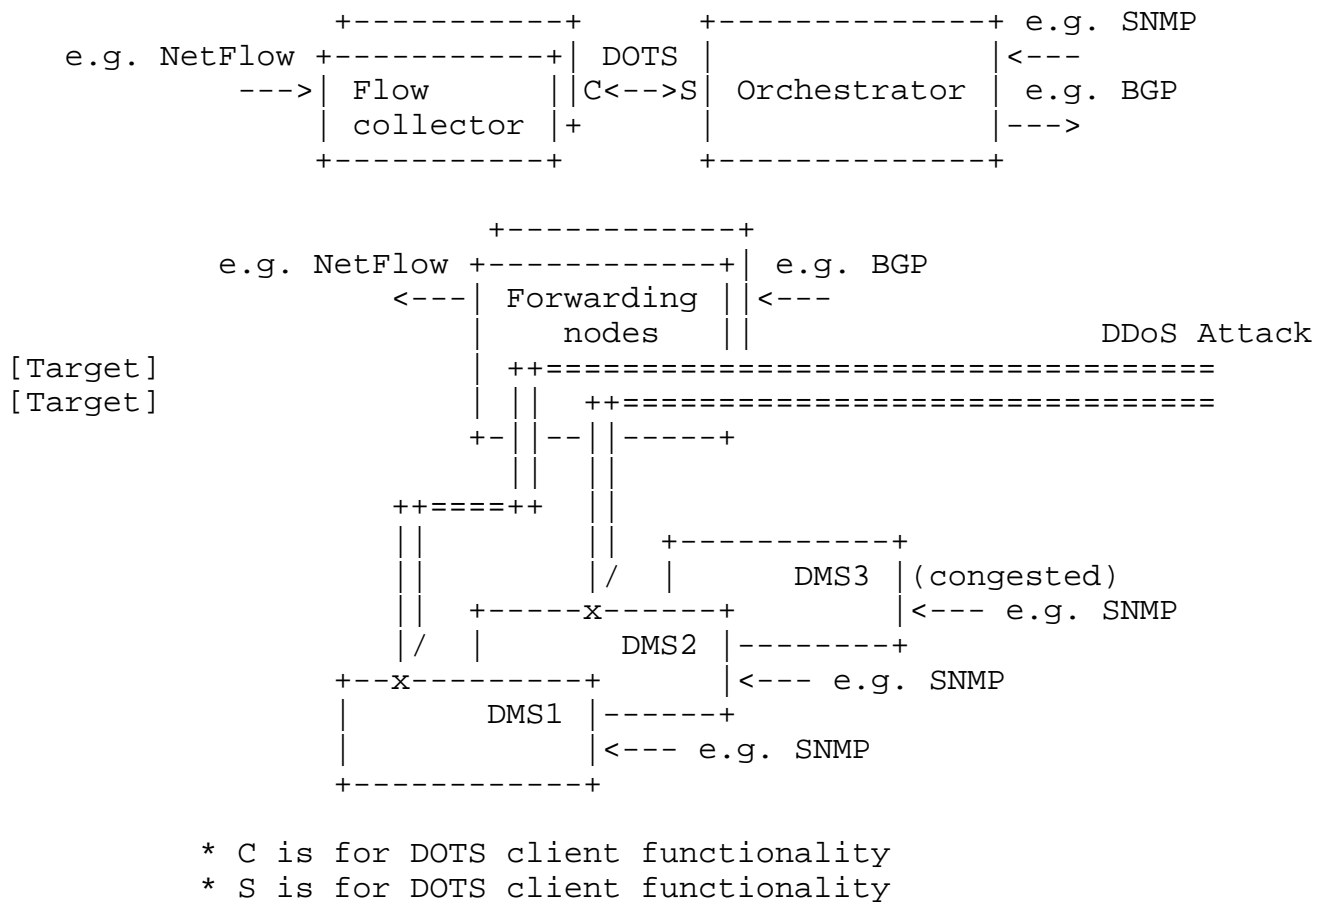 e.g. SNMP
e.g. NetFlow DOTS
Flow C<-->S Orchestrator e.g. BGP
collector
e.g. NetFlow e.g. BGP
Forwarding
nodes DDoS Attack
[Target]
[Target]
DMS3 (congested)
x e.g. SNMP
DMS2
x e.g. SNMP
DMS1
e.g. SNMP
* C is for DOTS client functionality
* S is for DOTS client functionality